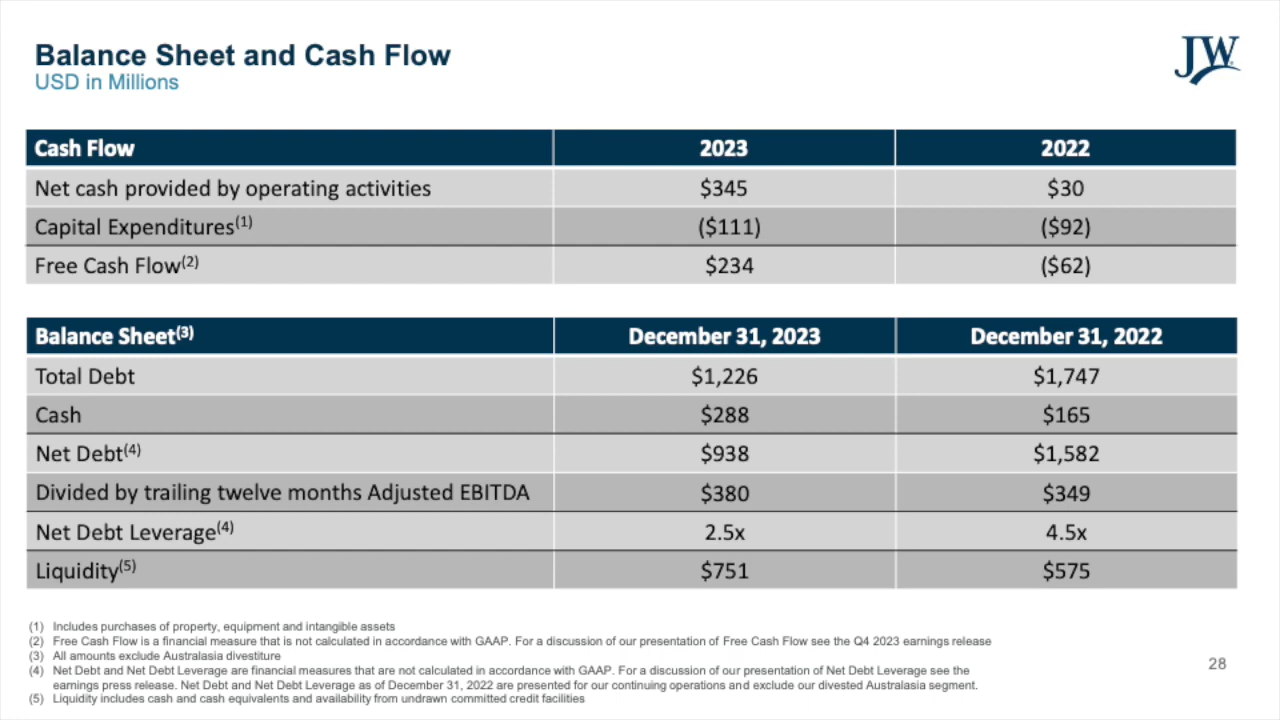 Balance Sheet and Cash Flow
JW
USD in Millions
Cash Flow 2023 2022
Net cash provided by operating activities $345 $30
Capital Expenditures(1) ($111) ($92)
Free Cash Flow(2) $234 ($62)
Balance Sheet(3) December 31, 2023 December 31, 2022
Total Debt $1,226 $1,747
Cash $288 $165
Net Debt(4) $938 $1,582
Divided by trailing twelve months Adjusted EBITDA $380 $349
Net Debt Leverage(4) 2.5x 4.5x
Liquidity(5) $751 $575
(1) Includes purchases of property, equipment and intangible assets
(2) Free Cash Flow is a financial measure that is not calculated in accordance with GAAP. For a discussion of our presentation of Free Cash Flow see the Q4 2023 earnings release
(3) All amounts exclude Australasia divestiture
(4) Net Debt and Net Debt Leverage are financial measures that are not calculated in accordance with GAAP. For a discussion of our presentation of Net Debt Leverage see the
earnings press release. Net Debt and Net Debt Leverage as of December 31, 2022 are presented for our continuing operations and exclude our divested Australasia segment.
(5) Liquidity includes cash and cash equivalents and availability from undrawn committed credit facilities
28